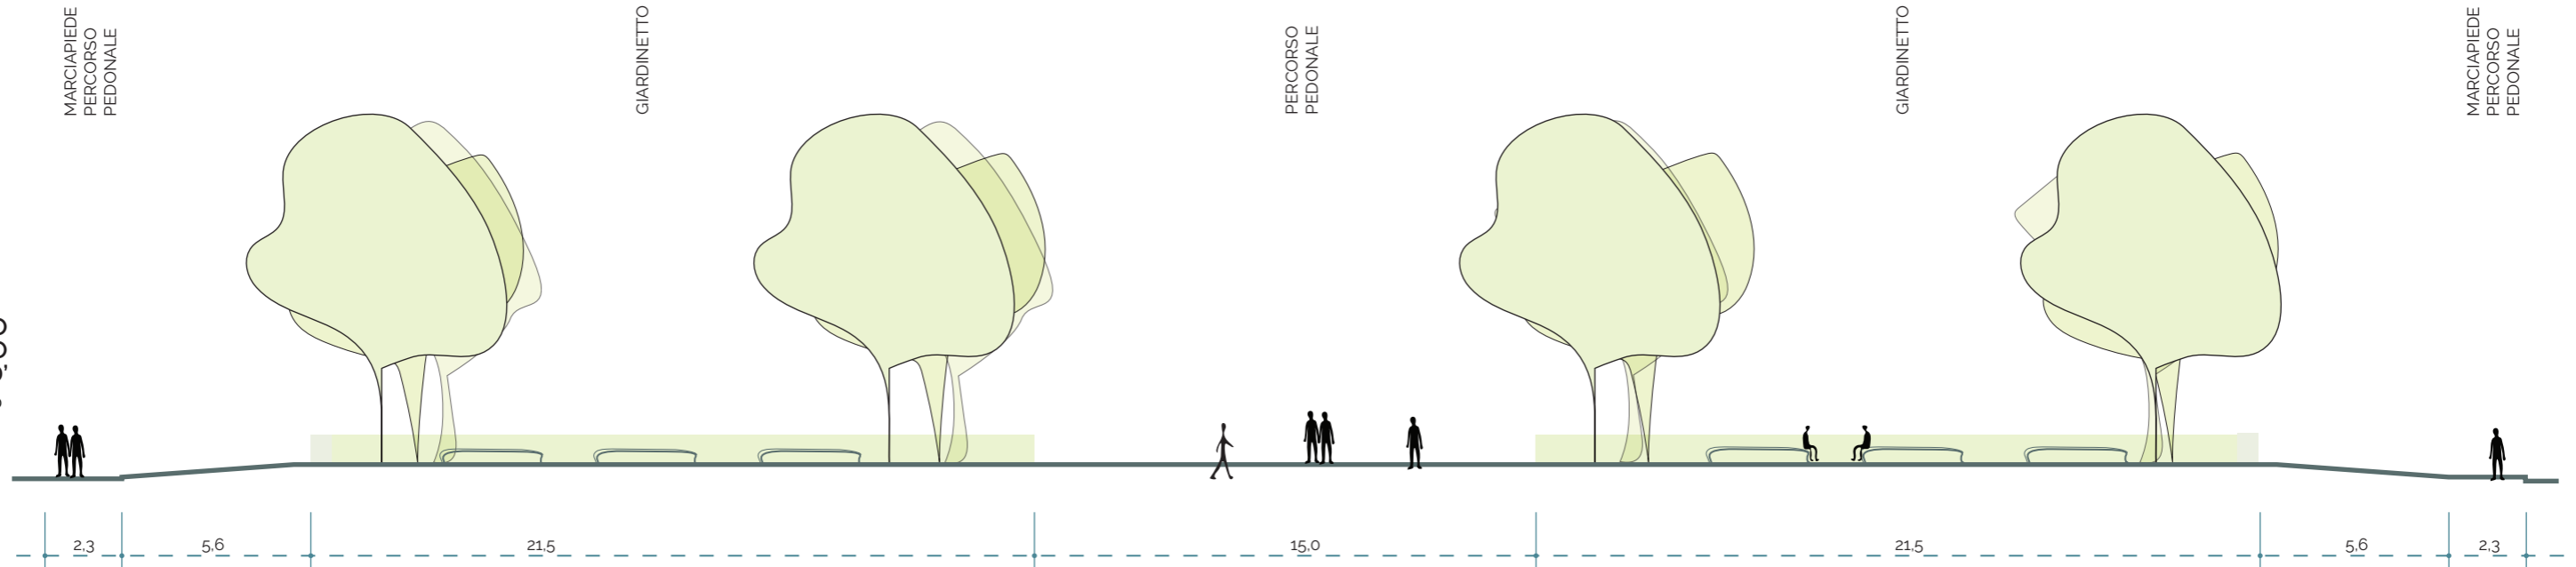 MARCIAPIEDE
PERCORSO
PEDONALE
GIARDINETTO
PERCORSO
PEDONALE
GIARDINETTO
MARCIAPIEDE
PERCORSO
PEDONALE
2,3
5,6
21,5
15,0
21,5
5,6
2,3